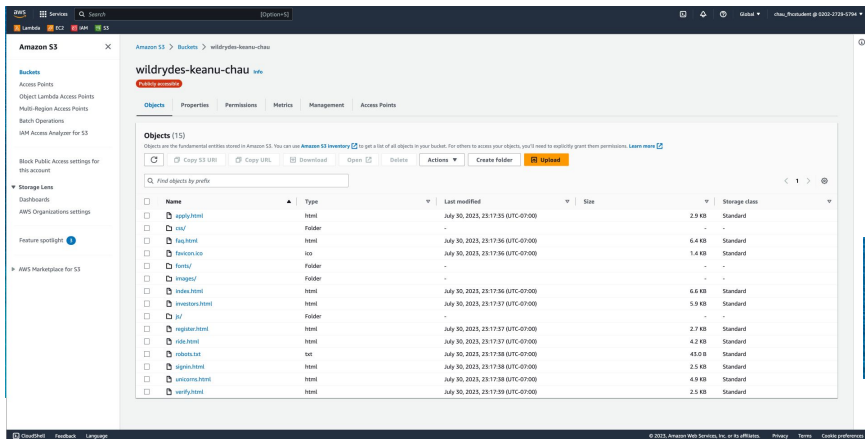 aws Services Search [Option+S] Global chau_fhostudent @ 0202-2729-5794
Lambda EC2 IAM S3
Amazon S3
Buckets
Access Points
Object Lambda Access Points
Multi-Region Access Points
Batch Operations
IAM Access Analyzer for S3
Block Public Access settings for
this account
Storage Lens
Dashboards
AWS Organizations settings
Feature spotlight 3
AWS Marketplace for S3
Amazon S3 > Buckets > wildrydes-keanu-chau
wildrydes-keanu-chau Info
Publicly accessible
Objects Properties Permissions Metrics Management Access Points
Objects (15)
Objects are the fundamental entities stored in Amazon S3. You can use Amazon S3 inventory to get a list of all objects in your bucket. For others to access your objects, you'll need to explicitly grant them permissions. Learn more
Copy S3 URI Copy URL Download Open Delete Actions Create folder Upload
Find objects by prefix < 1 >
Name Type Last modified Size Storage class
apply.html html July 30, 2023, 23:17:35 (UTC-07:00) 2.9 KB Standard
css/ Folder - - -
faq.html html July 30, 2023, 23:17:36 (UTC-07:00) 6.4 KB Standard
favicon.ico ico July 30, 2023, 23:17:36 (UTC-07:00) 1.4 KB Standard
fonts/ Folder - - -
images/ Folder - - -
index.html html July 30, 2023, 23:17:36 (UTC-07:00) 6.6 KB Standard
investors.html html July 30, 2023, 23:17:37 (UTC-07:00) 5.9 KB Standard
js/ Folder - - -
register.html html July 30, 2023, 23:17:37 (UTC-07:00) 2.7 KB Standard
ride.html html July 30, 2023, 23:17:37 (UTC-07:00) 4.2 KB Standard
robots.txt txt July 30, 2023, 23:17:38 (UTC-07:00) 43.0 B Standard
signin.html html July 30, 2023, 23:17:38 (UTC-07:00) 2.5 KB Standard
unicorns.html html July 30, 2023, 23:17:38 (UTC-07:00) 4.9 KB Standard
verify.html html July 30, 2023, 23:17:39 (UTC-07:00) 2.5 KB Standard
CloudShell Feedback Language © 2023, Amazon Web Services, Inc. or its affiliates. Privacy Terms Cookie preferences